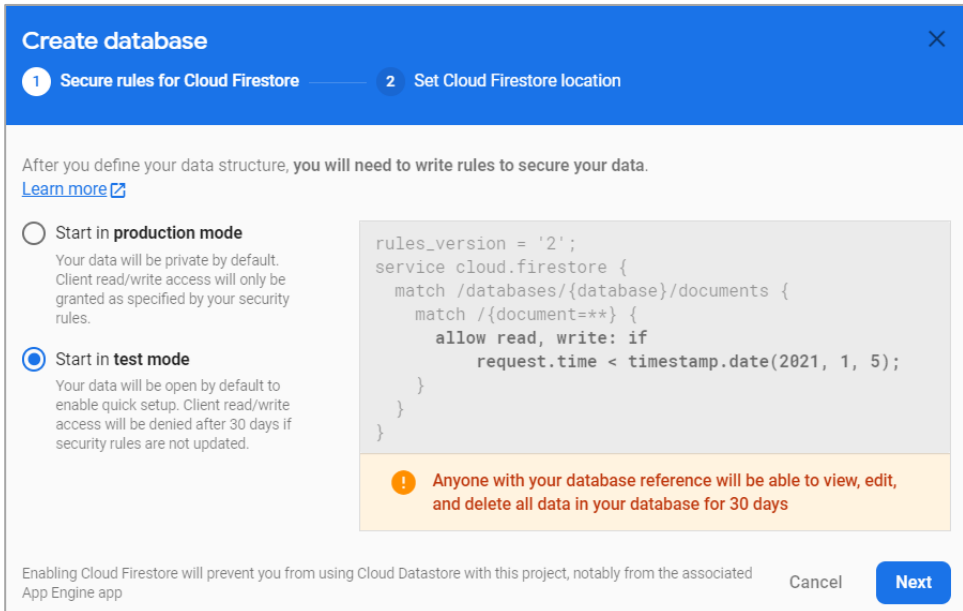 Create database
1 Secure rules for Cloud Firestore 2 Set Cloud Firestore location
After you define your data structure, you will need to write rules to secure your data.
Learn more
Start in production mode
Your data will be private by default.
Client read/write access will only be
granted as specified by your security
rules.
Start in test mode
Your data will be open by default to
enable quick setup. Client read/write
access will be denied after 30 days if
security rules are not updated.
rules_version = '2';
service cloud.firestore {
  match /databases/{database}/documents {
    match /{document=**} {
      allow read, write: if
          request.time < timestamp.date(2021, 1, 5);
    }
  }
}
! Anyone with your database reference will be able to view, edit,
and delete all data in your database for 30 days
Enabling Cloud Firestore will prevent you from using Cloud Datastore with this project, notably from the associated
App Engine app
Cancel Next